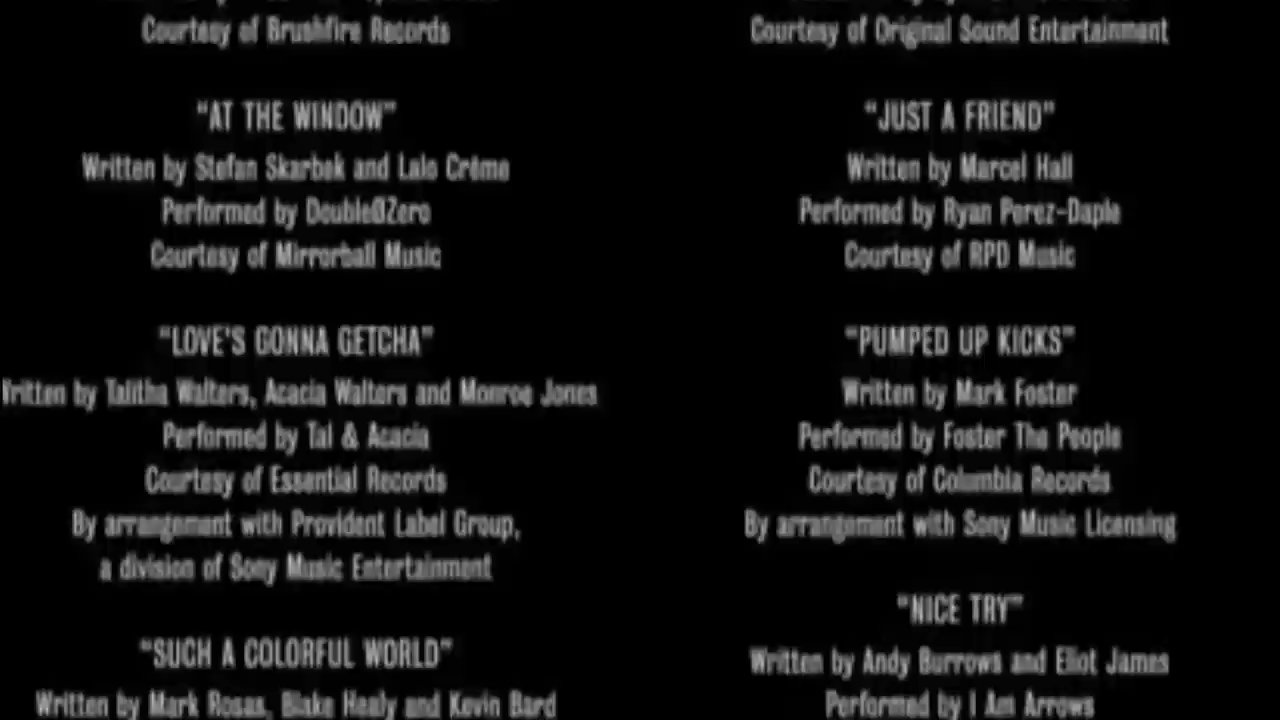 Courtesy of Brushfire Records
"AT THE WINDOW"
Written by Stefan Skarbek and Lalo Créme
Performed by DoubleØZero
Courtesy of Mirrorball Music
"LOVE'S GONNA GETCHA"
Written by Talitha Walters, Acacia Walters and Monroe Jones
Performed by Tal & Acacia
Courtesy of Essential Records
By arrangement with Provident Label Group,
a division of Sony Music Entertainment
"SUCH A COLORFUL WORLD"
Written by Mark Rosas, Blake Healy and Kevin Bard
Courtesy of Original Sound Entertainment
"JUST A FRIEND"
Written by Marcel Hall
Performed by Ryan Perez-Daple
Courtesy of RPD Music
"PUMPED UP KICKS"
Written by Mark Foster
Performed by Foster The People
Courtesy of Columbia Records
By arrangement with Sony Music Licensing
"NICE TRY"
Written by Andy Burrows and Eliot James
Performed by I Am Arrows